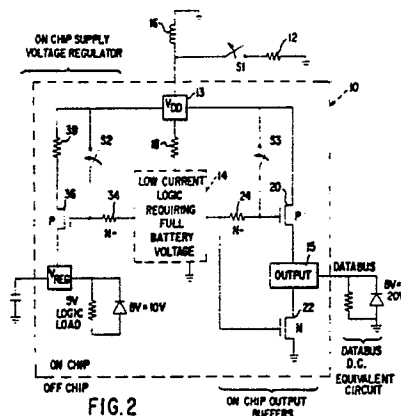 16
12
S1
ON CHIP SUPPLY
VOLTAGE REGULATOR
VDD
13
10
38
S2
18
S3
14
20
36
P
34
N-
LOW CURRENT
LOGIC
REQUIRING
FULL
BATTERY
VOLTAGE
24
N-
P
VREG
5V
LOGIC
LOAD
BV=10V
15
OUTPUT
DATABUS
BV=
20V
22
N
ON CHIP
OFF CHIP
DATABUS
D.C.
EQUIVALENT
CIRCUIT
FIG.2
ON CHIP OUTPUT
BUFFERS